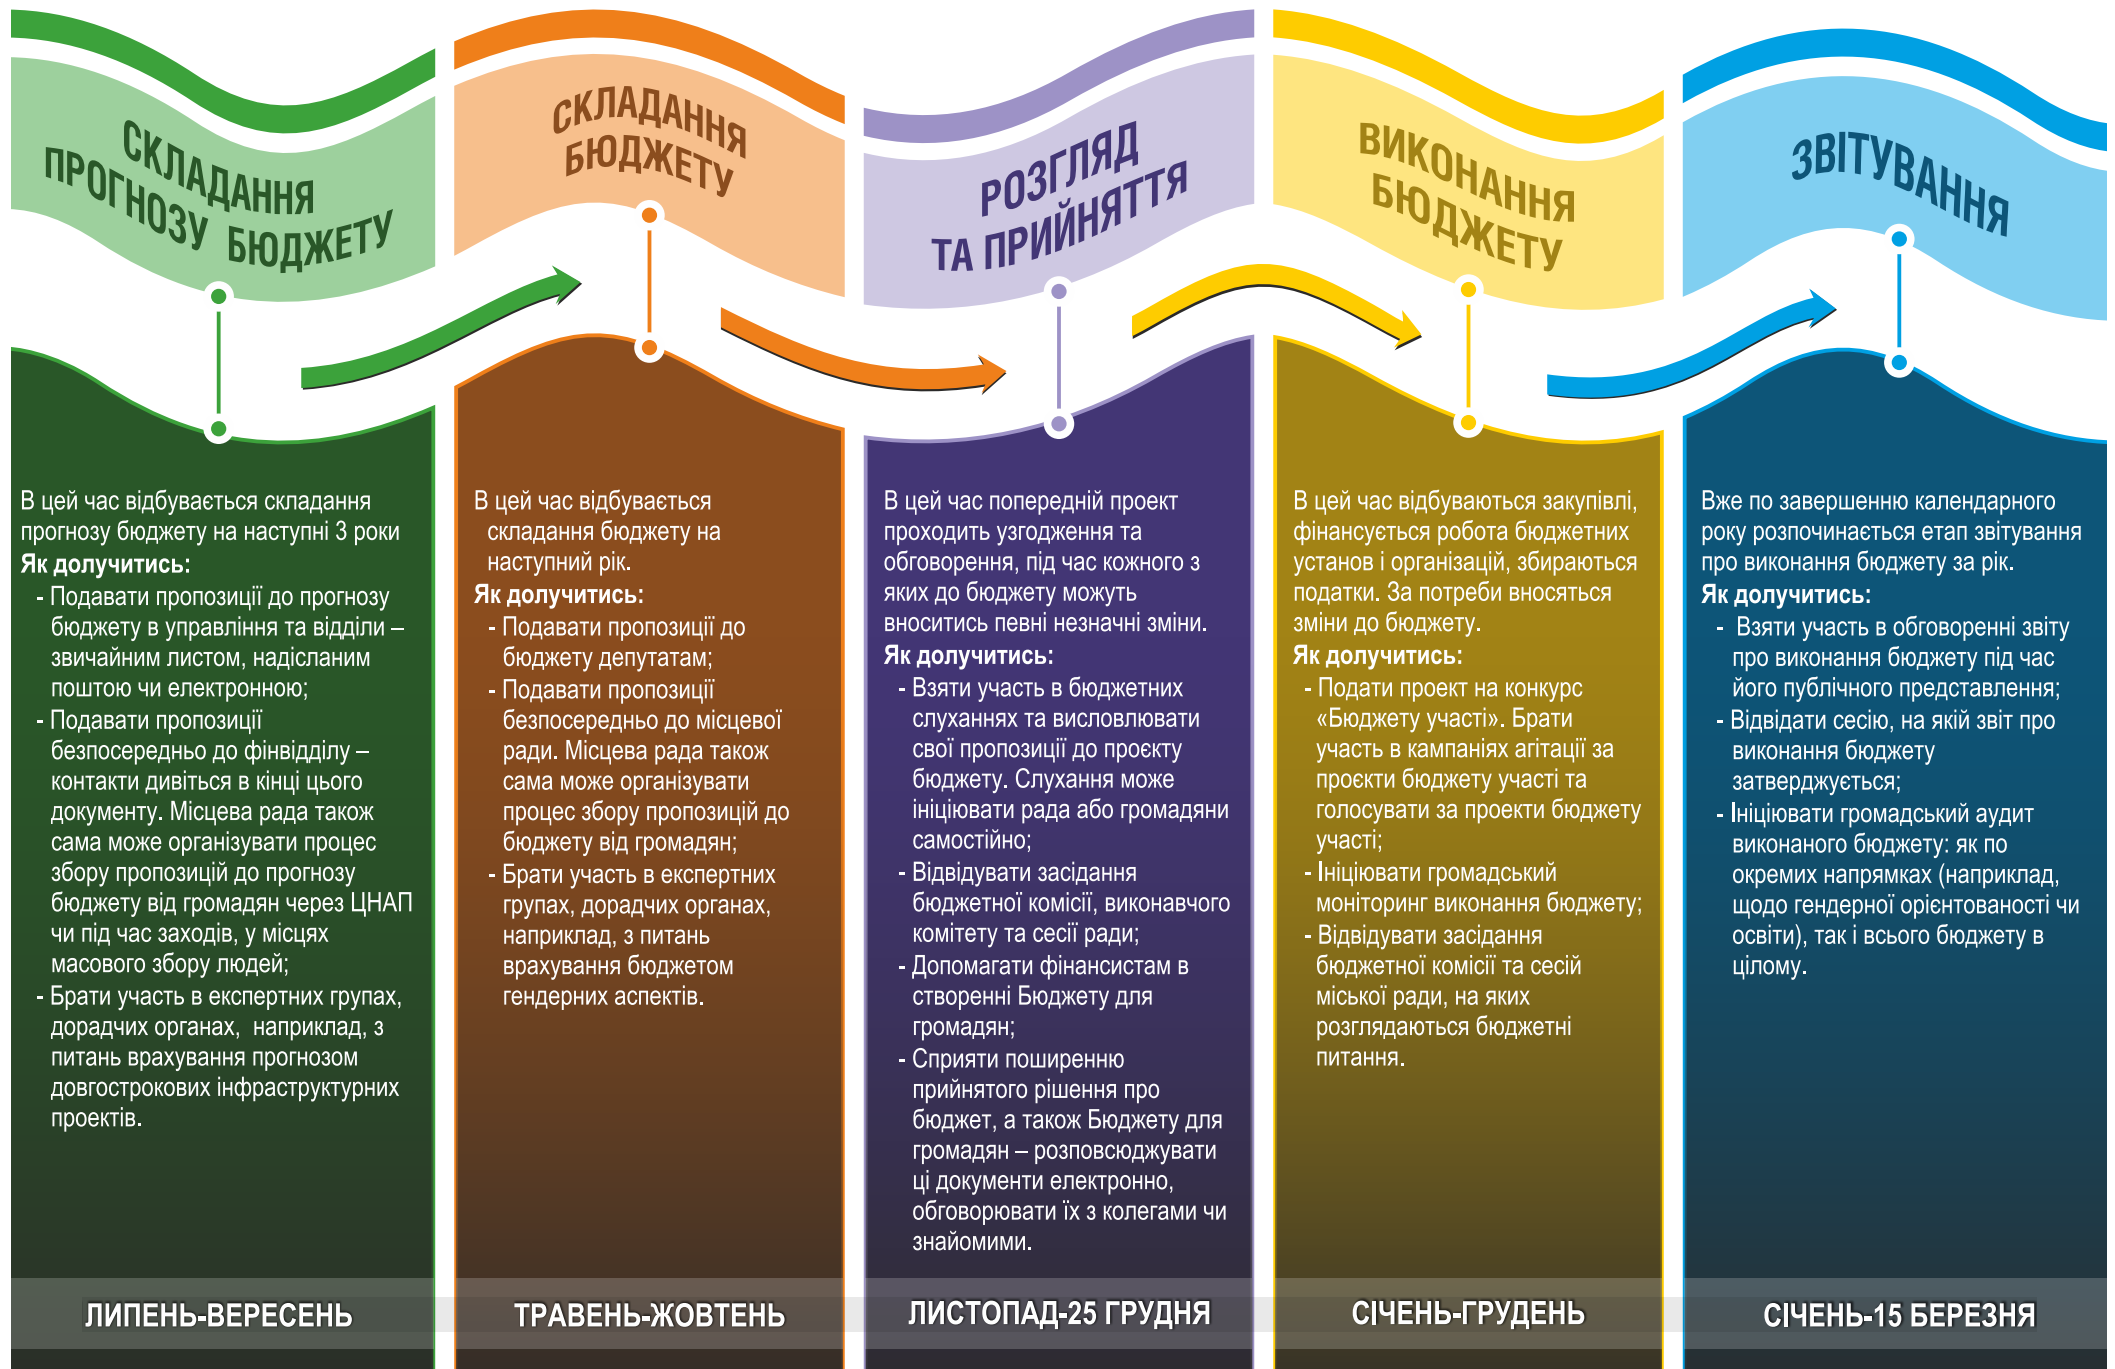 СКЛАДАННЯ
ПРОГНОЗУ БЮДЖЕТУ
В цей час відбувається складання
прогнозу бюджету на наступні 3 роки
Як долучитись:
- Подавати пропозиції до прогнозу
бюджету в управління та відділи –
звичайним листом, надісланим
поштою чи електронною;
- Подавати пропозиції
безпосередньо до фінвідділу –
контакти дивіться в кінці цього
документу. Місцева рада також
сама може організувати процес
збору пропозицій до прогнозу
бюджету від громадян через ЦНАП
чи під час заходів, у місцях
масового збору людей;
- Брати участь в експертних групах,
дорадчих органах, наприклад, з
питань врахування прогнозом
довгострокових інфраструктурних
проектів.
ЛИПЕНЬ-ВЕРЕСЕНЬ
СКЛАДАННЯ
БЮДЖЕТУ
В цей час відбувається
складання бюджету на
наступний рік.
Як долучитись:
- Подавати пропозиції до
бюджету депутатам;
- Подавати пропозиції
безпосередньо до місцевої
ради. Місцева рада також
сама може організувати
процес збору пропозицій до
бюджету від громадян;
- Брати участь в експертних
групах, дорадчих органах,
наприклад, з питань
врахування бюджетом
гендерних аспектів.
ТРАВЕНЬ-ЖОВТЕНЬ
РОЗГЛЯД
ТА ПРИЙНЯТТЯ
В цей час попередній проект
проходить узгодження та
обговорення, під час кожного з
яких до бюджету можуть
вноситись певні незначні зміни.
Як долучитись:
- Взяти участь в бюджетних
слуханнях та висловлювати
свої пропозиції до проєкту
бюджету. Слухання може
ініціювати рада або громадяни
самостійно;
- Відвідувати засідання
бюджетної комісії, виконавчого
комітету та сесії ради;
- Допомагати фінансистам в
створенні Бюджету для
громадян;
- Сприяти поширенню
прийнятого рішення про
бюджет, а також Бюджету для
громадян – розповсюджувати
ці документи електронно,
обговорювати їх з колегами чи
знайомими.
ЛИСТОПАД-25 ГРУДНЯ
ВИКОНАННЯ
БЮДЖЕТУ
В цей час відбуваються закупівлі,
фінансується робота бюджетних
установ і організацій, збираються
податки. За потреби вносяться
зміни до бюджету.
Як долучитись:
- Подати проект на конкурс
«Бюджету участі». Брати
участь в кампаніях агітації за
проєкти бюджету участі та
голосувати за проекти бюджету
участі;
- Ініціювати громадський
моніторинг виконання бюджету;
- Відвідувати засідання
бюджетної комісії та сесій
міської ради, на яких
розглядаються бюджетні
питання.
СІЧЕНЬ-ГРУДЕНЬ
ЗВІТУВАННЯ
Вже по завершенню календарного
року розпочинається етап звітування
про виконання бюджету за рік.
Як долучитись:
- Взяти участь в обговоренні звіту
про виконання бюджету під час
його публічного представлення;
- Відвідати сесію, на якій звіт про
виконання бюджету
затверджується;
- Ініціювати громадський аудит
виконаного бюджету: як по
окремих напрямках (наприклад,
щодо гендерної орієнтованості чи
освіти), так і всього бюджету в
цілому.
СІЧЕНЬ-15 БЕРЕЗНЯ